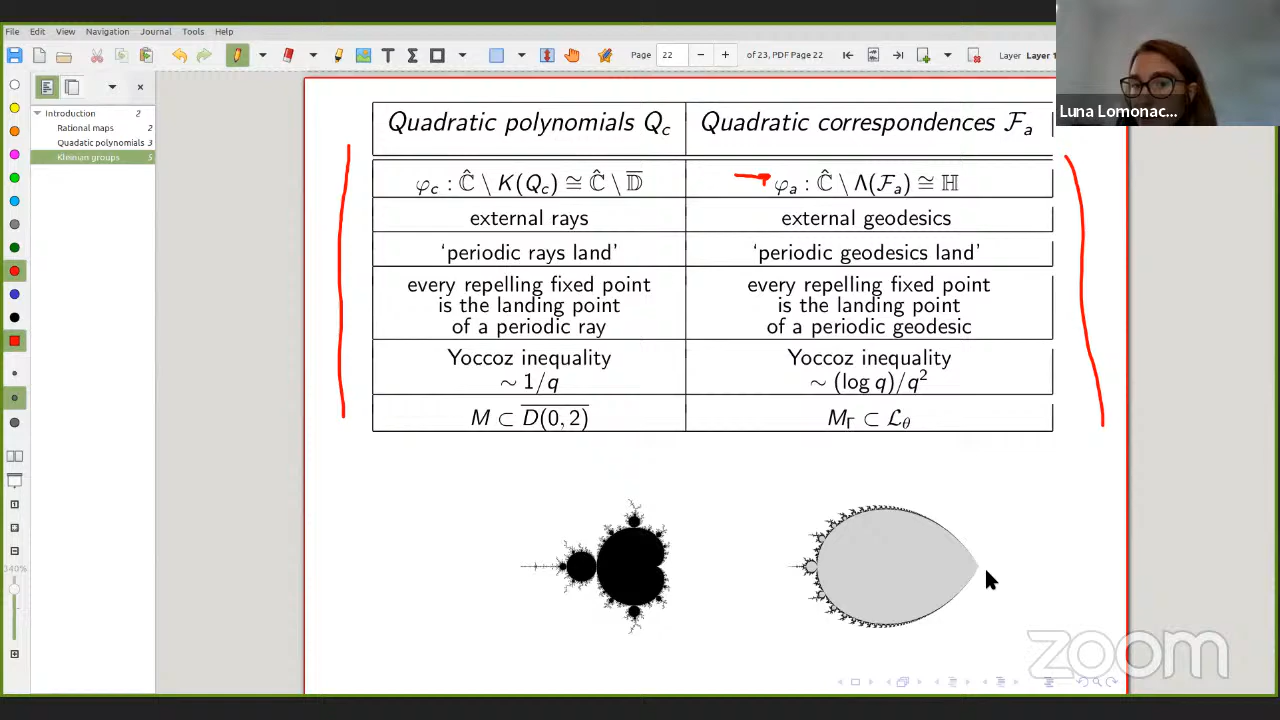 File Edit View Navigation Journal Tools Help
Page 22 of 23, PDF Page 22 Layer Layer 1
Luna Lomonac...
Introduction 2
Rational maps 2
Quadatic polynomials 3
Kleinian groups 5
340%
Quadratic polynomials Q_c Quadratic correspondences ℱ_a
φ_c : Ĉ \ K(Q_c) ≅ Ĉ \ 𝔻̅ φ_a : Ĉ \ Λ(ℱ_a) ≅ ℍ
external rays external geodesics
‘periodic rays land’ ‘periodic geodesics land’
every repelling fixed point every repelling fixed point
is the landing point is the landing point
of a periodic ray of a periodic geodesic
Yoccoz inequality Yoccoz inequality
∼ 1/q ∼ (log q)/q²
M ⊂ D(0, 2)̅ M_Γ ⊂ ℒ_θ
zoom